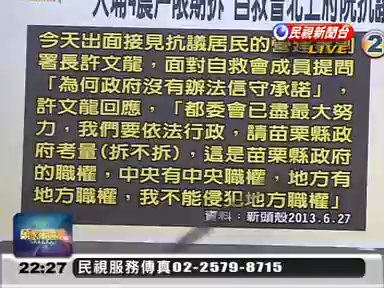 大埔4農戶限期拆 自救會北上府院抗議
民視新聞台
2
今天出面接見抗議居民的營建
LIVE
署長許文龍，面對自救會成員提問
「為何政府沒有辦法信守承諾」，
許文龍回應，「都委會已盡最大努
力，我們要依法行政，請苗栗縣政
府考量(拆不拆)，這是苗栗縣政府
的職權，中央有中央職權，地方有
地方職權，我不能侵犯地方職權」
資料：新頭殼2013.6.27
22:27
民視服務傳真02-2579-8715